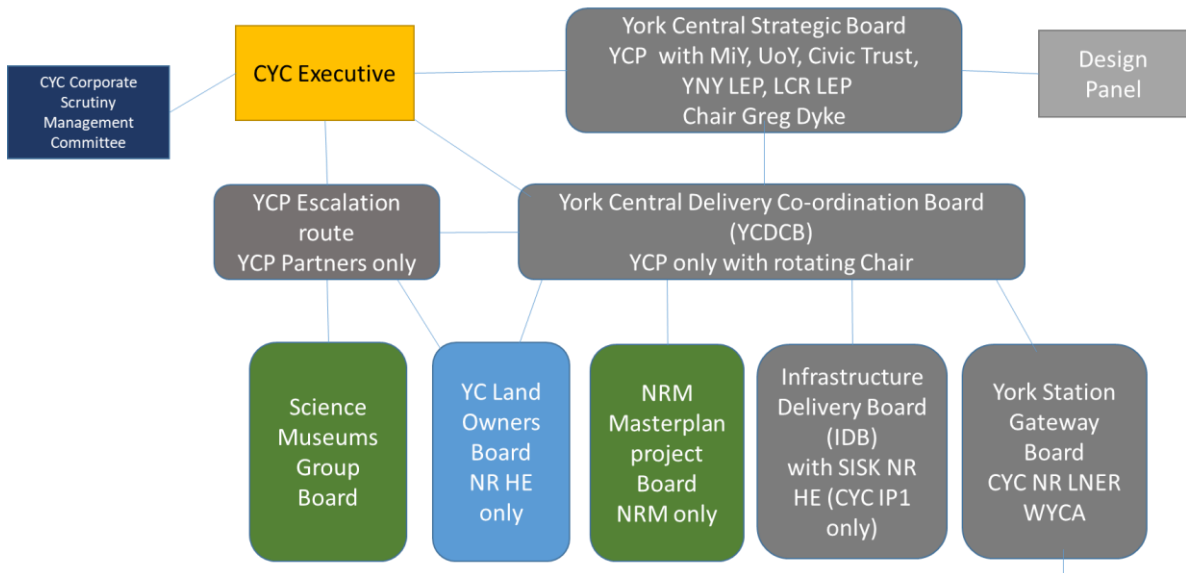 CYC Corporate
Scrutiny
Management
Committee
CYC Executive
York Central Strategic Board
YCP with MiY, UoY, Civic Trust,
YNY LEP, LCR LEP
Chair Greg Dyke
Design
Panel
YCP Escalation
route
YCP Partners only
York Central Delivery Co-ordination Board
(YCDCB)
YCP only with rotating Chair
Science
Museums
Group
Board
YC Land
Owners
Board
NR HE
only
NRM
Masterplan
project
Board
NRM only
Infrastructure
Delivery Board
(IDB)
with SISK NR
HE (CYC IP1
only)
York Station
Gateway
Board
CYC NR LNER
WYCA